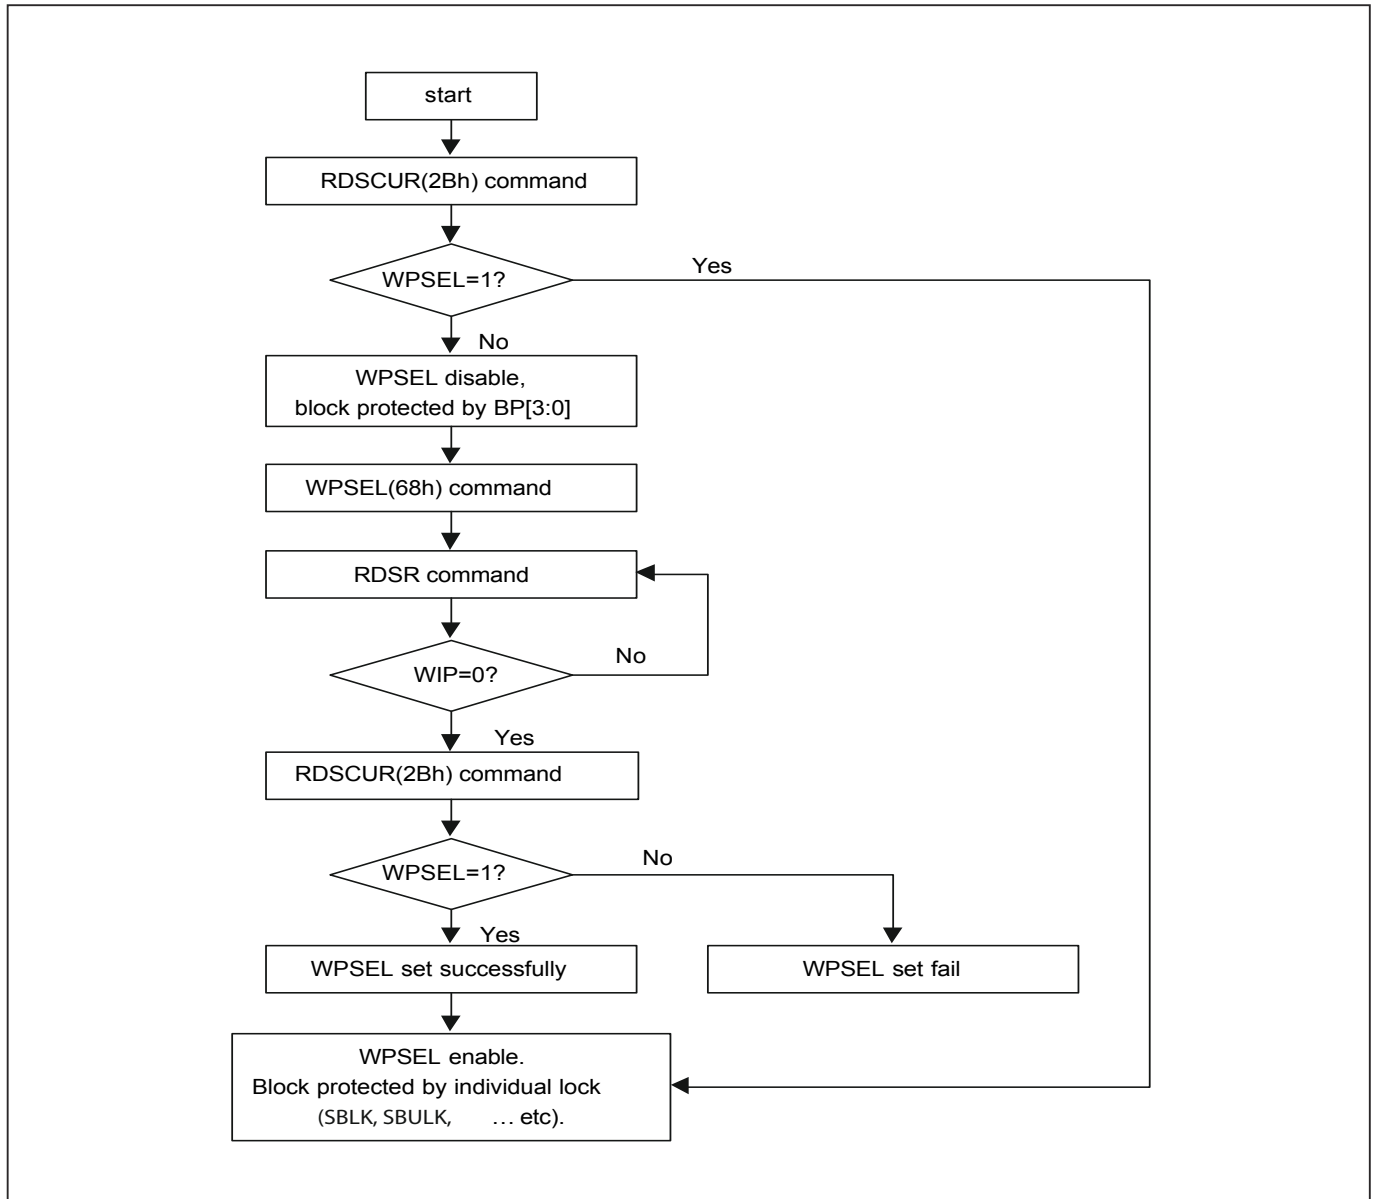 start
RDSCUR(2Bh) command
WPSEL=1?
Yes
No
WPSEL disable,
block protected by BP[3:0]
WPSEL(68h) command
RDSR command
WIP=0?
No
Yes
RDSCUR(2Bh) command
WPSEL=1?
No
Yes
WPSEL set successfully
WPSEL set fail
WPSEL enable.
Block protected by individual lock
(SBLK, SBULK, … etc).